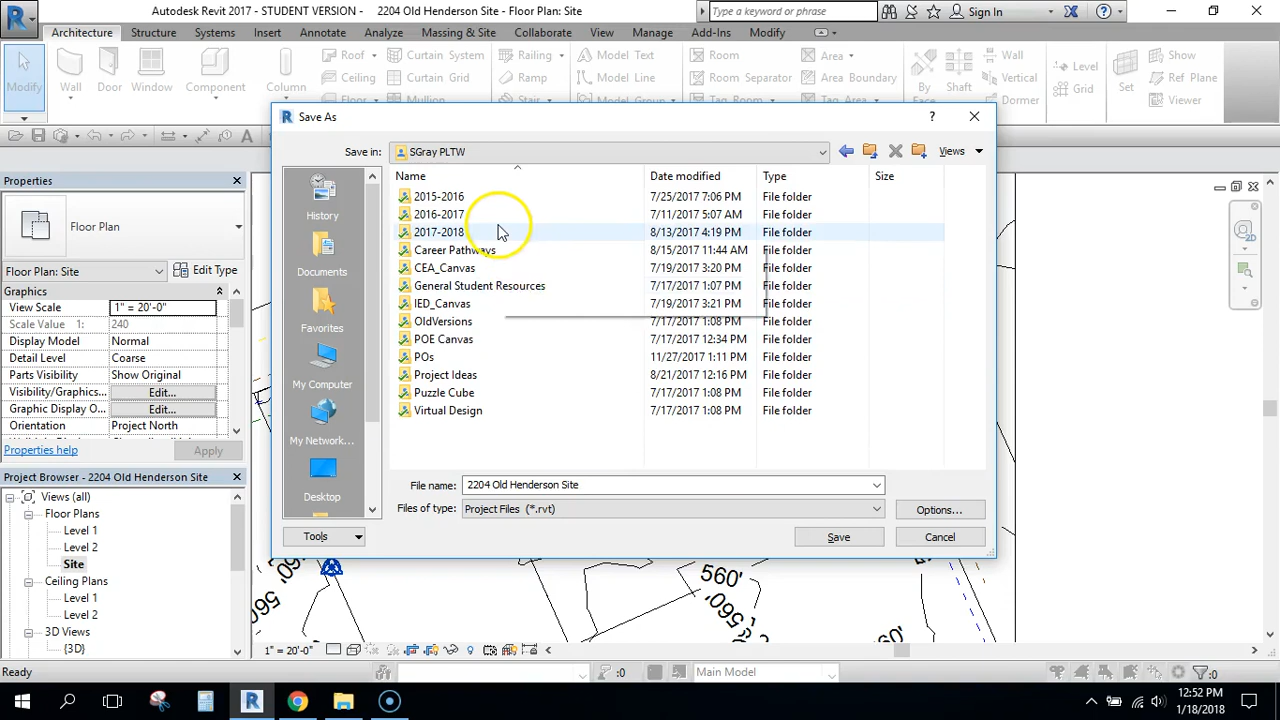 Autodesk Revit 2017 - STUDENT VERSION - 2204 Old Henderson Site - Floor Plan: Site
Type a keyword or phrase
Sign In
Architecture Structure Systems Insert Annotate Analyze Massing & Site Collaborate View Manage Add-Ins Modify
Modify Wall Door Window Component Column
Roof Curtain System Railing Model Text Room Area Wall Show
Ceiling Curtain Grid Ramp Model Line Room Separator Area Boundary Vertical Level Ref Plane
Floor Mullion Stair Model Group Tag Room Tag Area By Face Shaft Dormer Grid Set Viewer
Save As
Save in: SGray PLTW Views
Name Date modified Type Size
2015-2016 7/25/2017 7:06 PM File folder
2016-2017 7/11/2017 5:07 AM File folder
2017-2018 8/13/2017 4:19 PM File folder
Career Pathways 8/15/2017 11:44 AM File folder
CEA_Canvas 7/19/2017 3:20 PM File folder
General Student Resources 7/17/2017 1:07 PM File folder
IED_Canvas 7/19/2017 3:21 PM File folder
OldVersions 7/17/2017 1:08 PM File folder
POE Canvas 7/17/2017 12:34 PM File folder
POs 11/27/2017 1:11 PM File folder
Project Ideas 8/21/2017 12:16 PM File folder
Puzzle Cube 7/17/2017 1:08 PM File folder
Virtual Design 7/17/2017 1:08 PM File folder
History
Documents
Favorites
My Computer
My Network...
Desktop
File name: 2204 Old Henderson Site
Files of type: Project Files (*.rvt) Options...
Tools Save Cancel
Properties
Floor Plan
Floor Plan: Site Edit Type
Graphics
View Scale 1" = 20'-0"
Scale Value 1: 240
Display Model Normal
Detail Level Coarse
Parts Visibility Show Original
Visibility/Graphics... Edit...
Graphic Display O... Edit...
Orientation Project North
Properties help Apply
Project Browser - 2204 Old Henderson Site
Views (all)
Floor Plans
Level 1
Level 2
Site
Ceiling Plans
Level 1
Level 2
3D Views
{3D}
560'
560'
560'
560'
1" = 20'-0"
Ready :0 Main Model :0
12:52 PM
1/18/2018